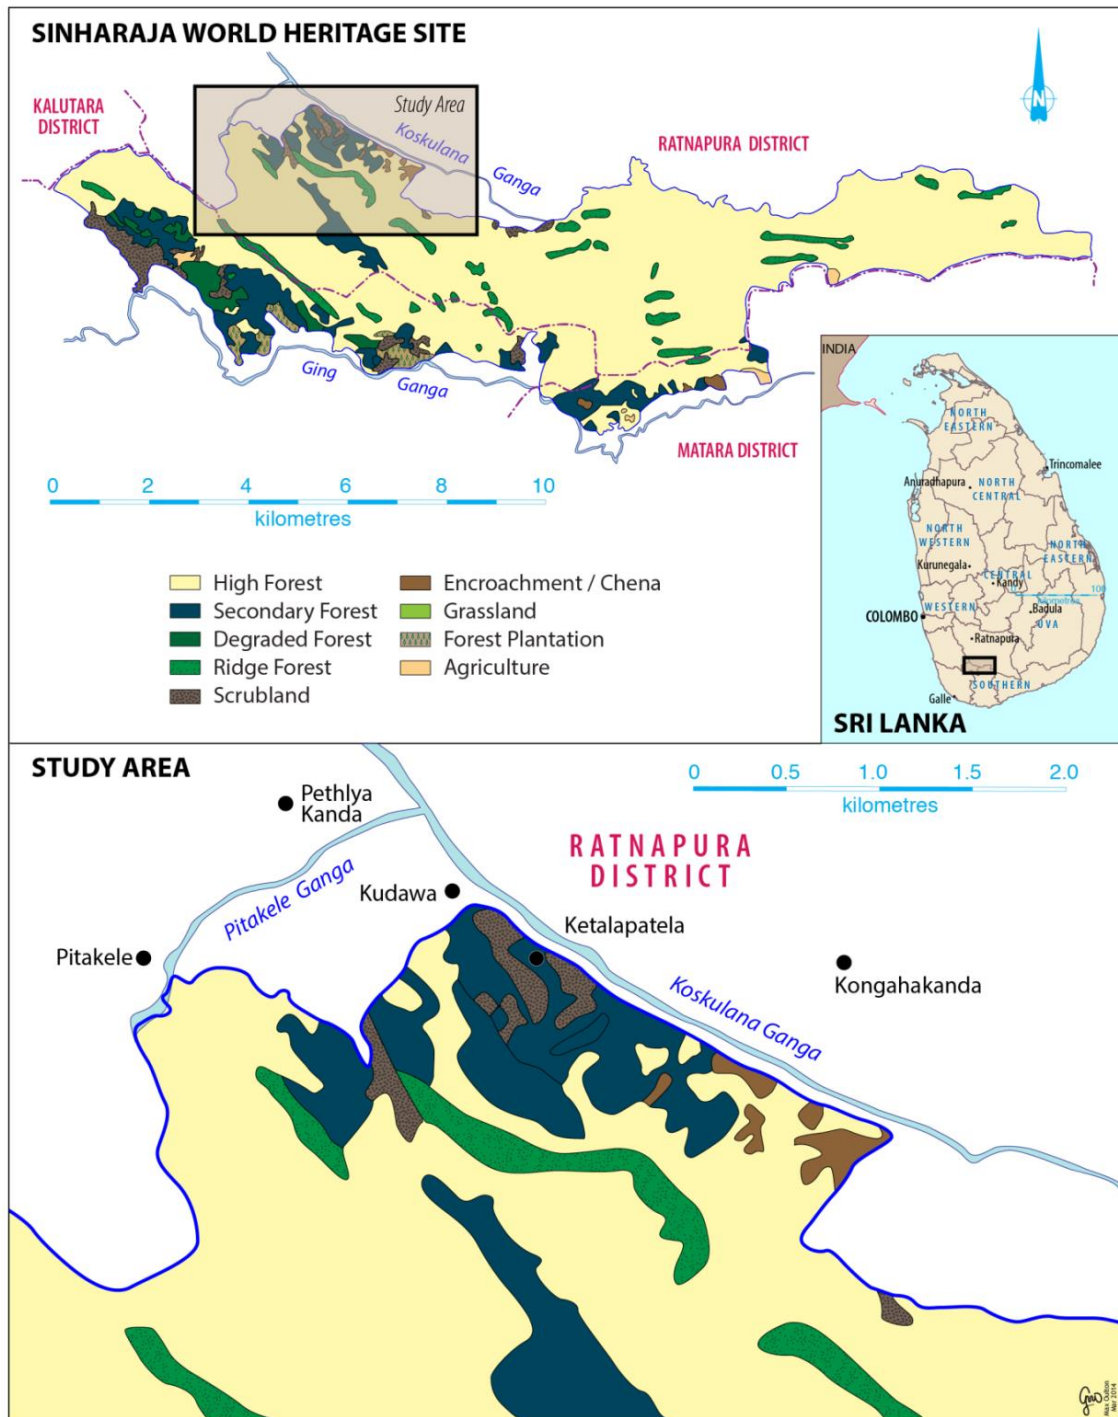 SINHARAJA WORLD HERITAGE SITE
KALUTARA
DISTRICT
Study Area
Koskulana
Ganga
RATNAPURA DISTRICT
N
Ging
Ganga
MATARA DISTRICT
0 2 4 6 8 10
kilometres
High Forest
Secondary Forest
Degraded Forest
Ridge Forest
Scrubland
Encroachment / Chena
Grassland
Forest Plantation
Agriculture
INDIA
NORTH
EASTERN
Trincomalee
Anuradhapura
NORTH
CENTRAL
NORTH
WESTERN
NORTH
EASTERN
Kurunegala
CENTRAL
Kandy
100
kilometres
WESTERN
Badula
COLOMBO
UVA
Ratnapura
SOUTHERN
Galle
SRI LANKA
STUDY AREA
0 0.5 1.0 1.5 2.0
kilometres
Pethlya
Kanda
RATNAPURA
DISTRICT
Pitakele Ganga
Kudawa
Ketalapatela
Pitakele
Kongahakanda
Koskulana Ganga
Mar 2014